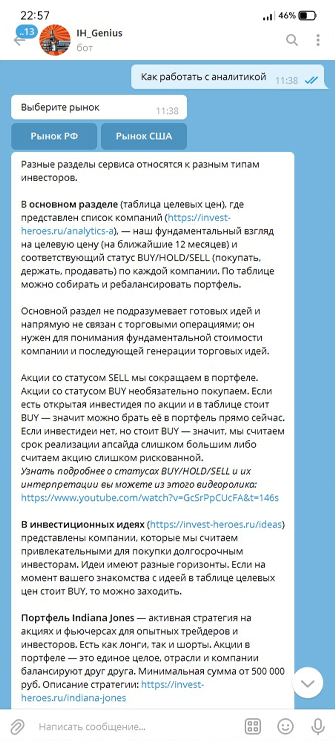 22:57
46%
..13
IH_Genius
бот
Как работать с аналитикой 11:38
Выберите рынок
11:38
Рынок РФ Рынок США
Разные разделы сервиса относятся к разным типам
инвесторов.
В основном разделе (таблица целевых цен), где
представлен список компаний (https://invest-
heroes.ru/analytics-a), — наш фундаментальный взгляд
на целевую цену (на ближайшие 12 месяцев) и
соответствующий статус BUY/HOLD/SELL (покупать,
держать, продавать) по каждой компании. По таблице
можно собирать и ребалансировать портфель.
Основной раздел не подразумевает готовых идей и
напрямую не связан с торговыми операциями; он
нужен для понимания фундаментальной стоимости
компании и последующей генерации торговых идей.
Акции со статусом SELL мы сокращаем в портфеле.
Акции со статусом BUY необязательно покупаем. Если
есть открытая инвестидея по акции и в таблице стоит
BUY — значит можно брать её в портфель прямо сейчас.
Если инвестидеи нет, но стоит BUY — значит, мы считаем
срок реализации апсайда слишком большим либо
считаем акцию слишком рискованной.
Узнать подробнее о статусах BUY/HOLD/SELL и их
интерпретации вы можете из этого видеоролика:
https://www.youtube.com/watch?v=GcSrPpCUcFA&t=146s
В инвестиционных идеях (https://invest-heroes.ru/ideas)
представлены компании, которые мы считаем
привлекательными для покупки долгосрочным
инвесторам. Идеи имеют разные горизонты. Если на
момент вашего знакомства с идеей в таблице целевых
цен стоит BUY, то можно заходить.
Портфель Indiana Jones — активная стратегия на
акциях и фьючерсах для опытных трейдеров и
инвесторов. Есть как лонги, так и шорты. Акции в
портфеле — это единое целое, отрасли и компании
балансируют друг друга. Минимальная сумма от 500 000
руб. Описание стратегии: https://invest-
heroes.ru/indiana-jones
Написать сообщение...